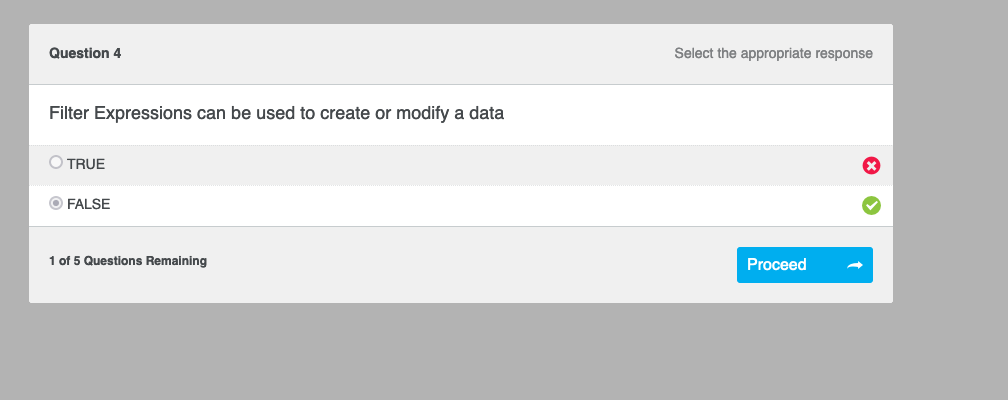 Question 4
Select the appropriate response
Filter Expressions can be used to create or modify a data
TRUE
FALSE
1 of 5 Questions Remaining
Proceed